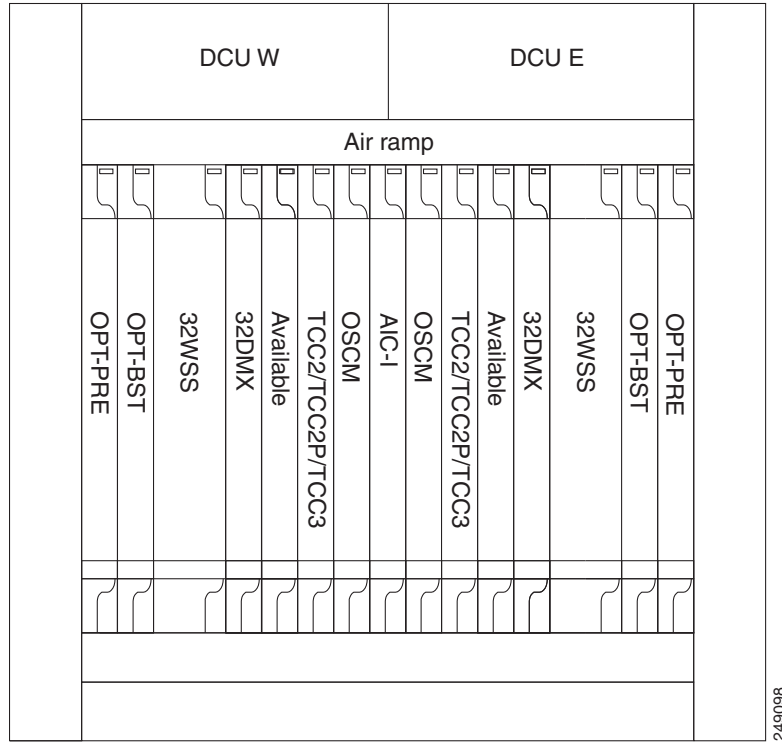 DCU W
DCU E
Air ramp
OPT-PRE
OPT-BST
32WSS
32DMX
Available
TCC2/TCC2P/TCC3
OSCM
AIC-I
OSCM
TCC2/TCC2P/TCC3
Available
32DMX
32WSS
OPT-BST
OPT-PRE
249098